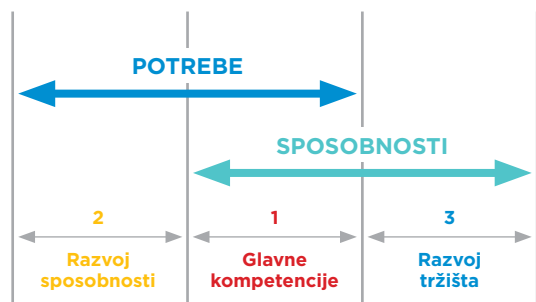 POTREBE
SPOSOBNOSTI
2
1
3
Razvoj
sposobnosti
Glavne
kompetencije
Razvoj
tržišta